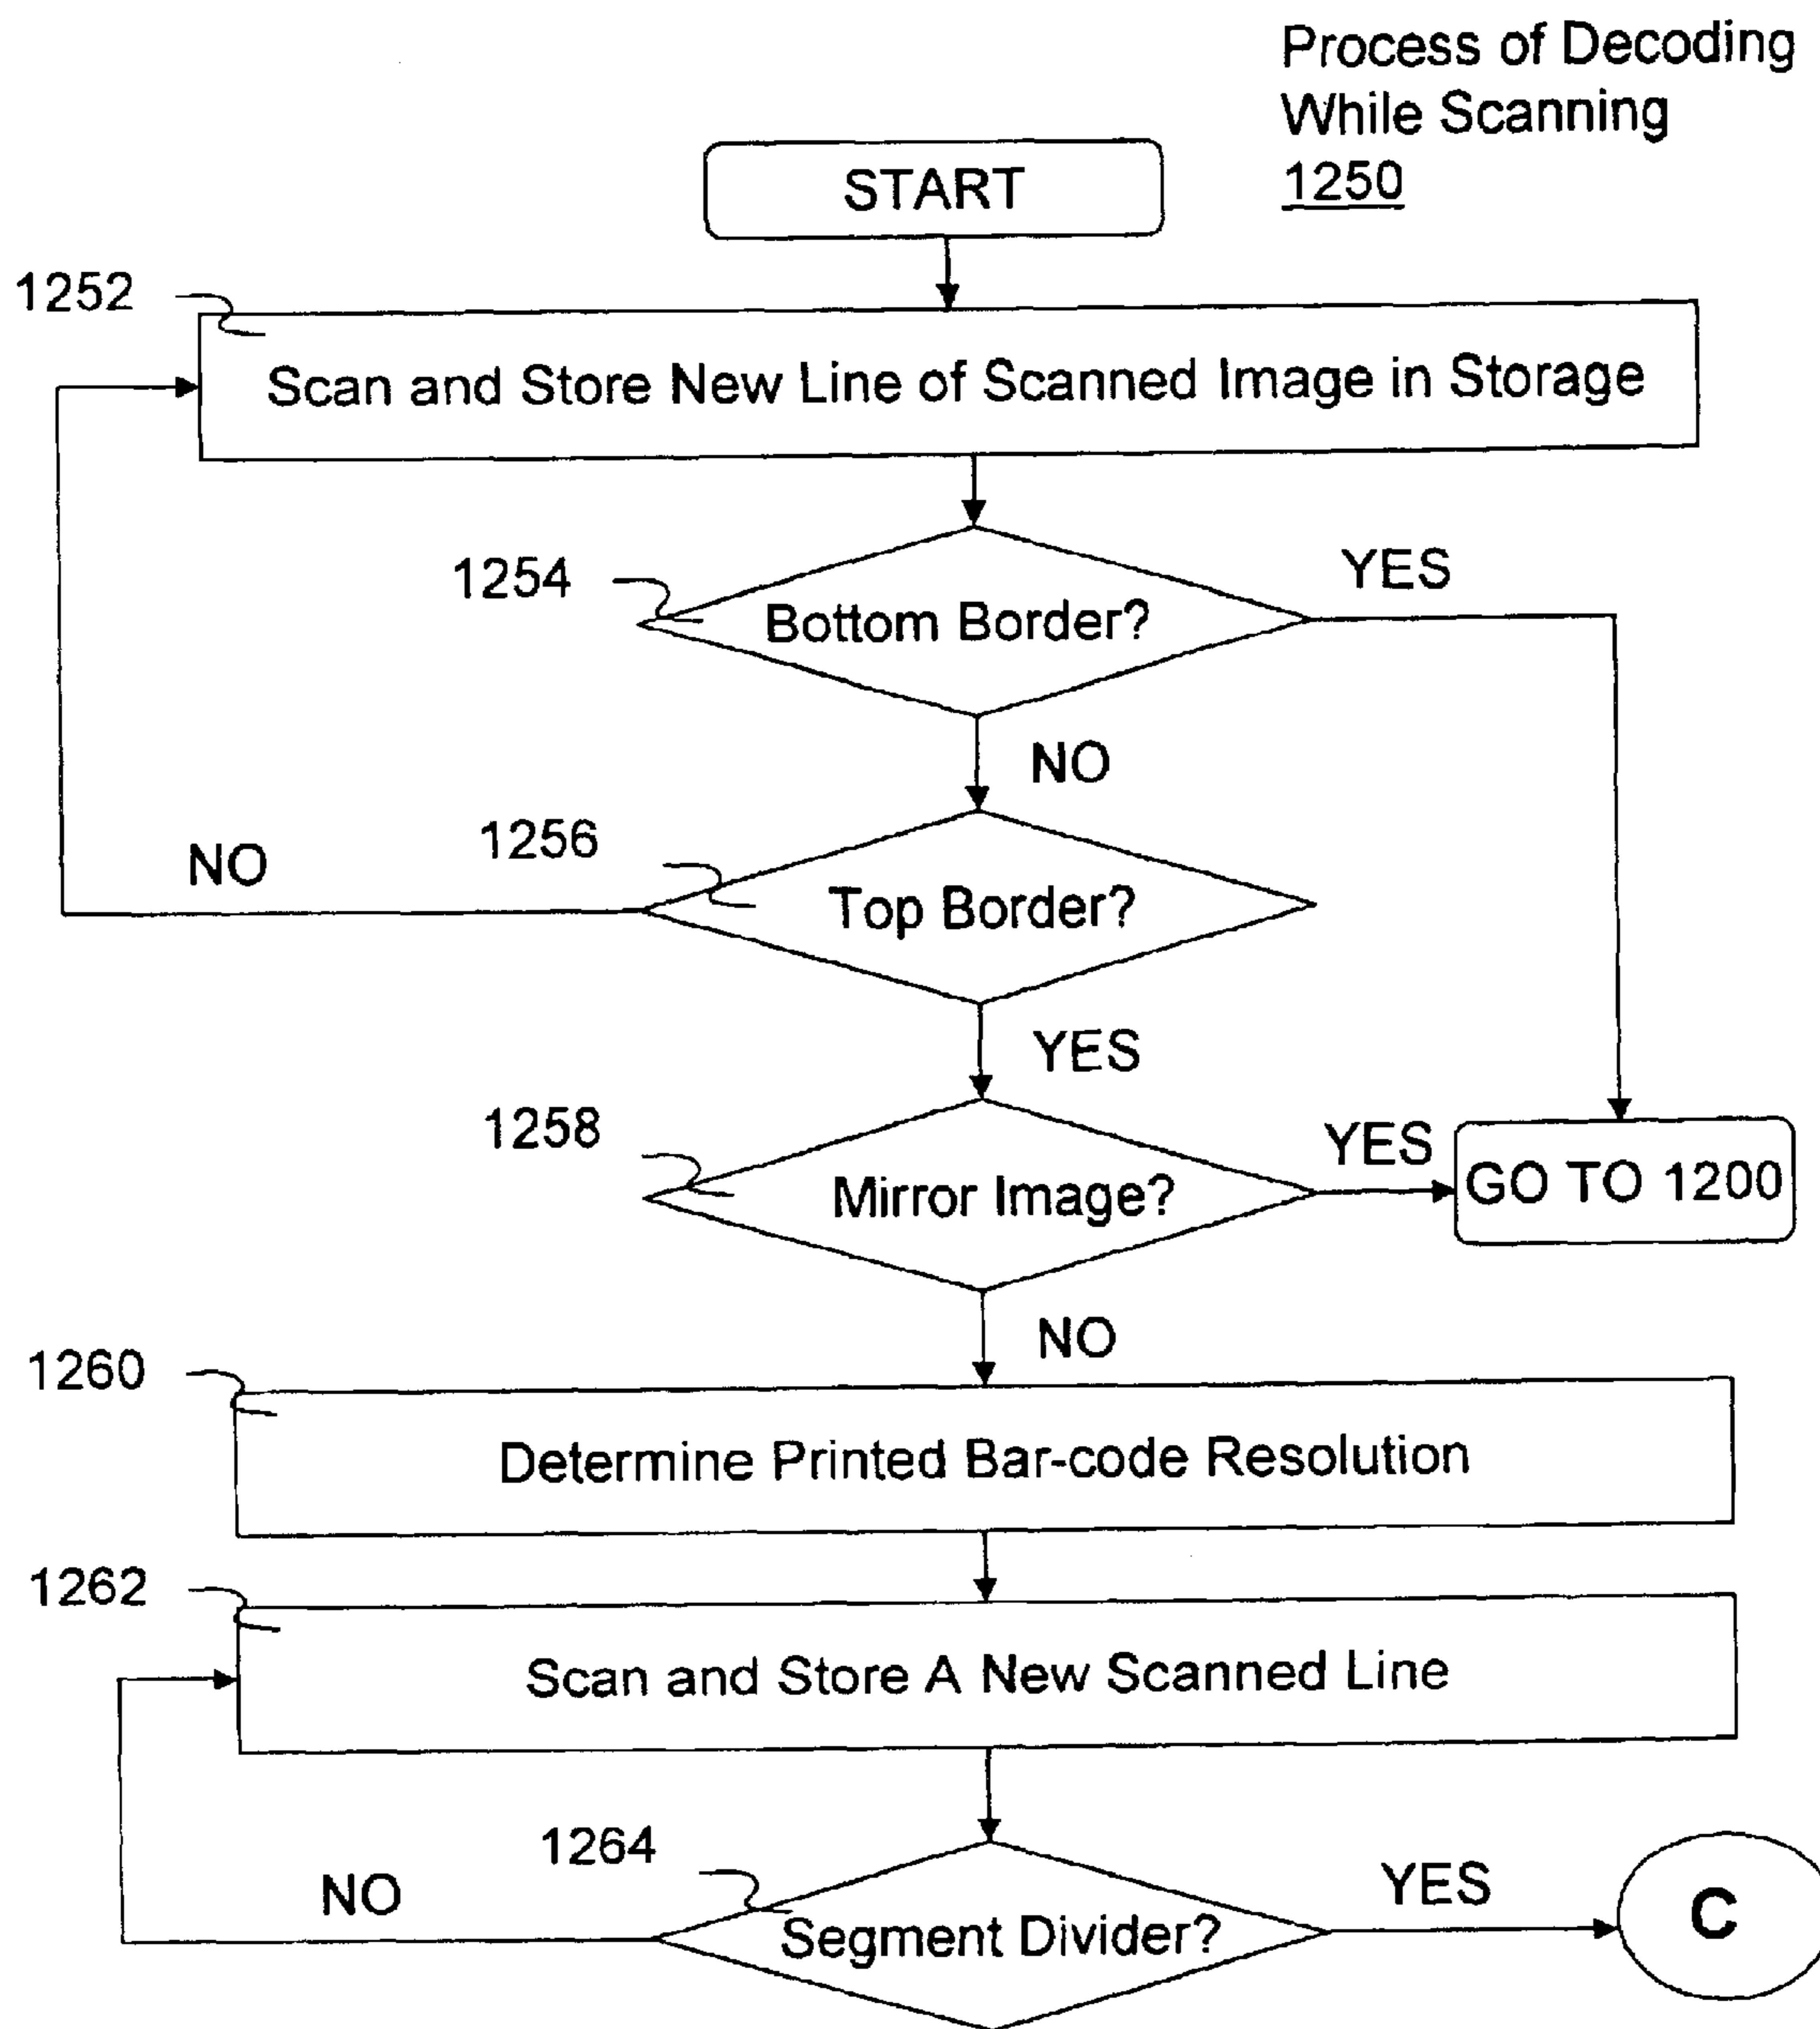 Process of Decoding
While Scanning
1250
START
1252
Scan and Store New Line of Scanned Image in Storage
1254
Bottom Border?
YES
NO
1256
Top Border?
NO
YES
1258
Mirror Image?
YES
GO TO 1200
NO
1260
Determine Printed Bar-code Resolution
1262
Scan and Store A New Scanned Line
1264
Segment Divider?
NO
YES
C